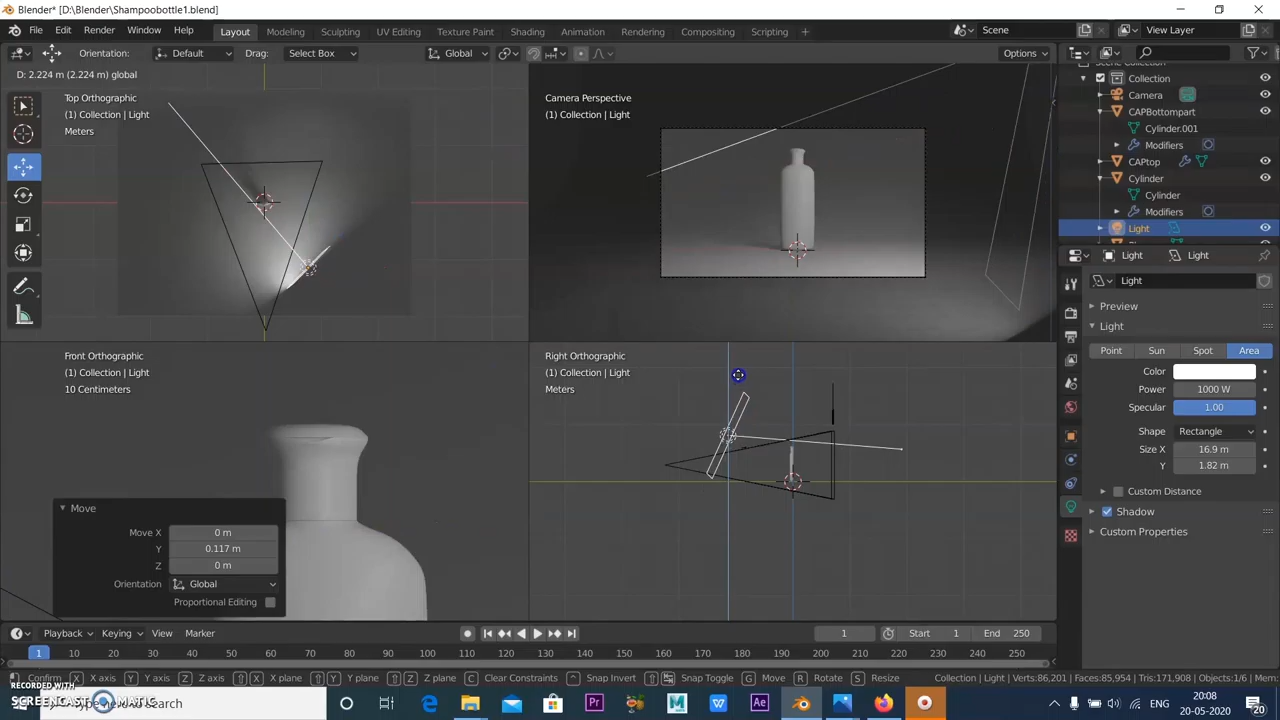 Blender* [D:\Blender\Shampoobottle1.blend]
File Edit Render Window Help Layout Modeling Sculpting UV Editing Texture Paint Shading Animation Rendering Compositing Scripting + Scene View Layer
Orientation: Default Drag: Select Box Global Options
D: 2.224 m (2.224 m) global
Top Orthographic
(1) Collection | Light
Meters
Camera Perspective
(1) Collection | Light
Front Orthographic
(1) Collection | Light
10 Centimeters
Right Orthographic
(1) Collection | Light
Meters
Move
Move X 0 m
Y 0.117 m
Z 0 m
Orientation Global
Proportional Editing
Scene Collection
Collection
Camera
CAPBottompart
Cylinder.001
Modifiers
CAPtop
Cylinder
Cylinder
Modifiers
Light
Light Light
Light
Preview
Light
Point Sun Spot Area
Color
Power 1000 W
Specular 1.00
Shape Rectangle
Size X 16.9 m
Y 1.82 m
Custom Distance
Shadow
Custom Properties
Playback Keying View Marker 1 Start 1 End 250
1 10 20 30 40 50 60 70 80 90 100 110 120 130 140 150 160 170 180 190 200 210 220 230 240 250
Confirm X X axis Y Y axis Z Z axis X X plane Y Y plane Z Z plane C Clear Constraints Snap Invert Snap Toggle G Move R Rotate S Resize Collection | Light | Verts:86,201 | Faces:85,954 | Tris:171,908 | Objects:1/6 | Mem:
RECORDED WITH
SCREENCAST MATIC
here to search
20:08
20-05-2020
20